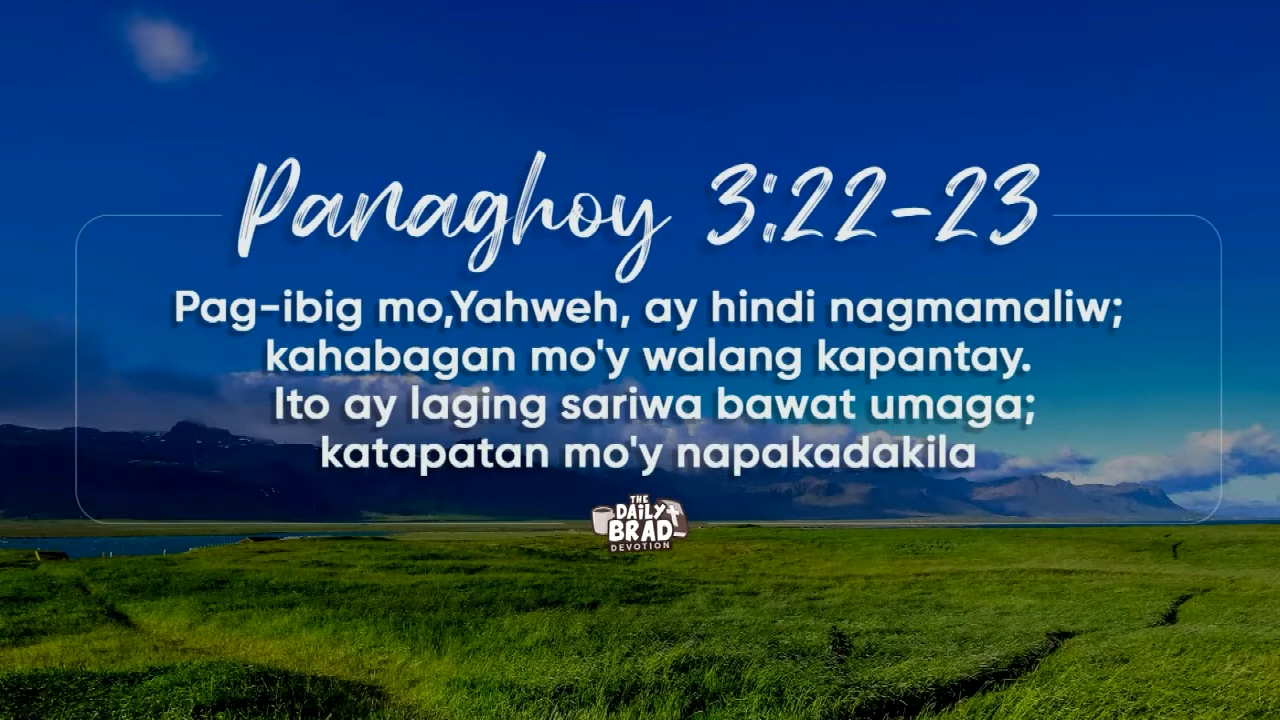 Panaghoy 3:22-23
Pag-ibig mo,Yahweh, ay hindi nagmamaliw;
kahabagan mo'y walang kapantay.
Ito ay laging sariwa bawat umaga;
katapatan mo'y napakadakila
THE
DAILY
BRAD
DEVOTION